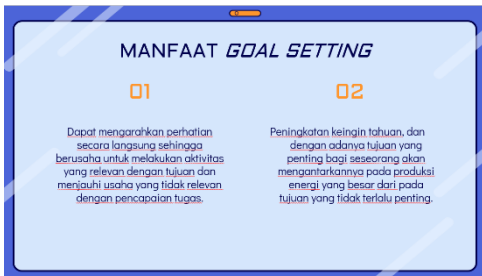 MANFAAT GOAL SETTING
01
Dapat mengarahkan perhatian
secara langsung sehingga
berusaha untuk melakukan aktivitas
yang relevan dengan tujuan dan
menjauhi usaha yang tidak relevan
dengan pencapaian tugas.
02
Peningkatan keingin tahuan, dan
dengan adanya tujuan yang
penting bagi seseorang akan
mengantarkannya pada produksi
energi yang besar dari pada
tujuan yang tidak terlalu penting.